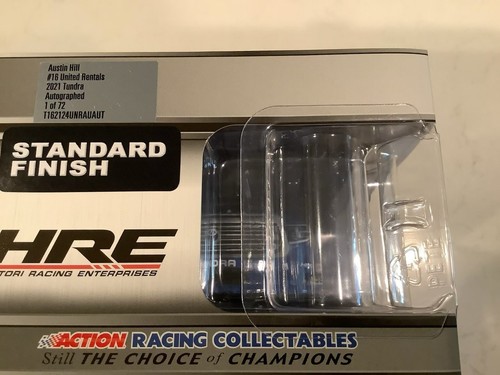 Austin Hill
#16 United Rentals
2021 Tundra
Autographed
1 of 72
T162124UNRAUAUT
STANDARD
FINISH
HRE
TORI RACING ENTERPRISES
ACTION RACING COLLECTABLES
Still THE CHOICE of CHAMPIONS